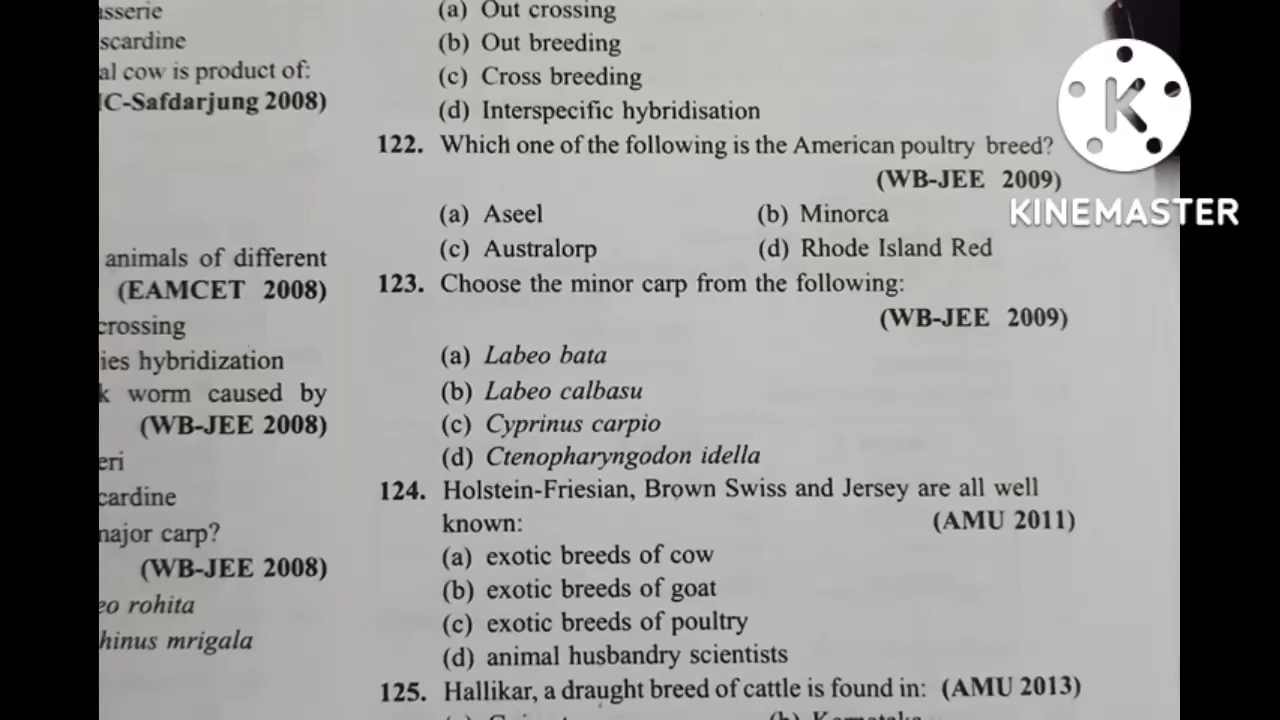 asserie
scardine
al cow is product of:
IC-Safdarjung 2008)
animals of different
(EAMCET 2008)
crossing
ies hybridization
k worm caused by
(WB-JEE 2008)
eri
cardine
najor carp?
(WB-JEE 2008)
eo rohita
hinus mrigala
(a) Out crossing
(b) Out breeding
(c) Cross breeding
(d) Interspecific hybridisation
122. Which one of the following is the American poultry breed?
(WB-JEE 2009)
(a) Aseel (b) Minorca
(c) Australorp (d) Rhode Island Red
123. Choose the minor carp from the following:
(WB-JEE 2009)
(a) Labeo bata
(b) Labeo calbasu
(c) Cyprinus carpio
(d) Ctenopharyngodon idella
124. Holstein-Friesian, Brown Swiss and Jersey are all well
known: (AMU 2011)
(a) exotic breeds of cow
(b) exotic breeds of goat
(c) exotic breeds of poultry
(d) animal husbandry scientists
125. Hallikar, a draught breed of cattle is found in: (AMU 2013)
K
KINEMASTER